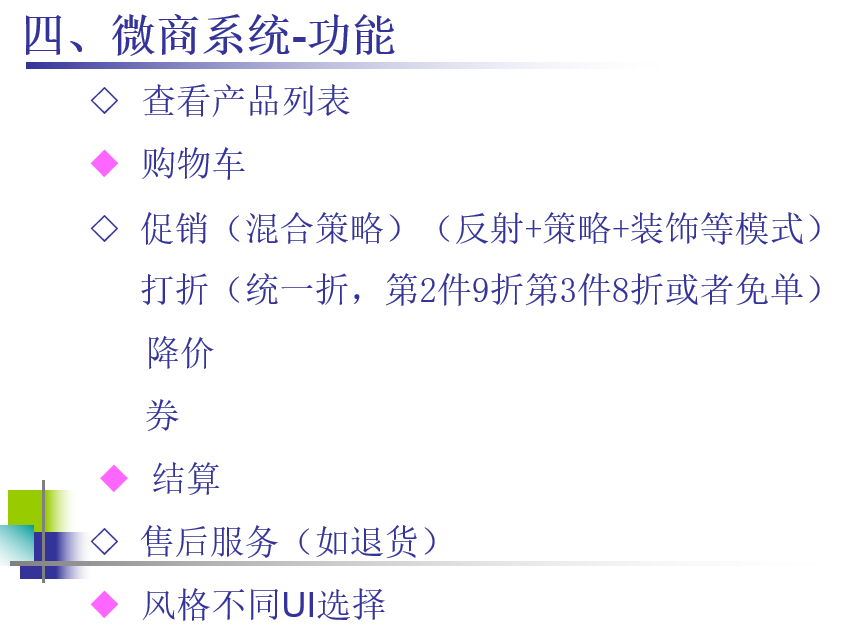 四、微商系统-功能
◇ 查看产品列表
◆ 购物车
◇ 促销（混合策略）（反射+策略+装饰等模式）
打折（统一折，第2件9折第3件8折或者免单）
降价
券
◆ 结算
◇ 售后服务（如退货）
◆ 风格不同UI选择